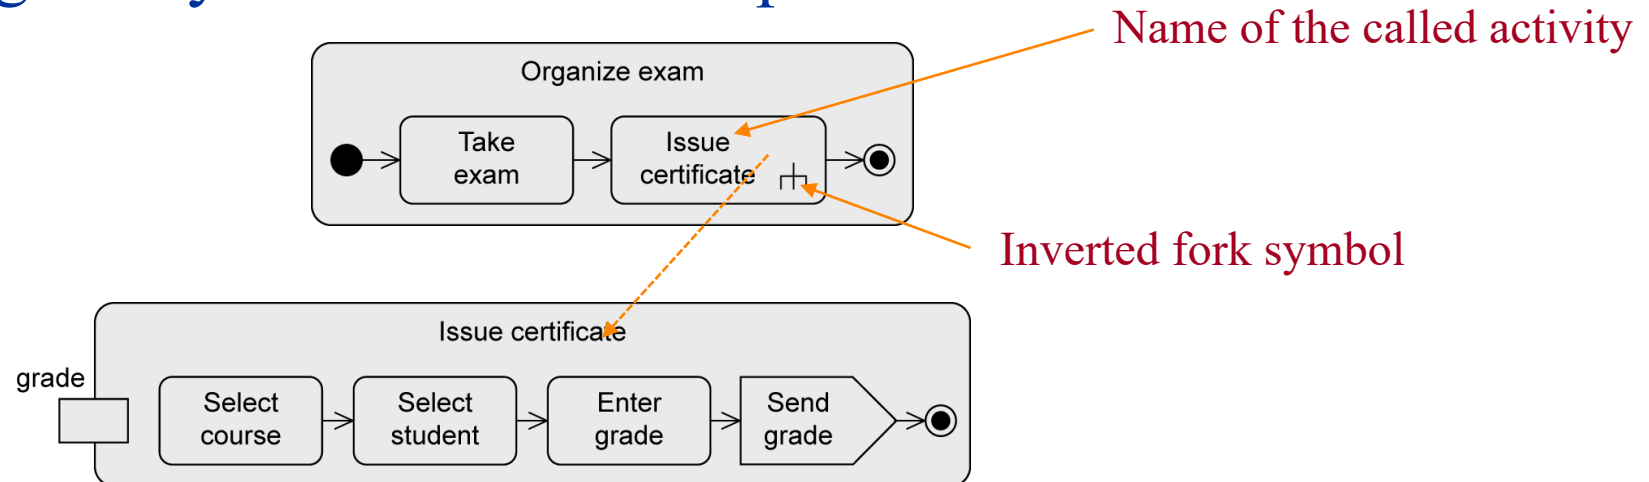 Name of the called activity
Organize exam
Take
exam
Issue
certificate
Inverted fork symbol
Issue certificate
grade
Select
course
Select
student
Enter
grade
Send
grade